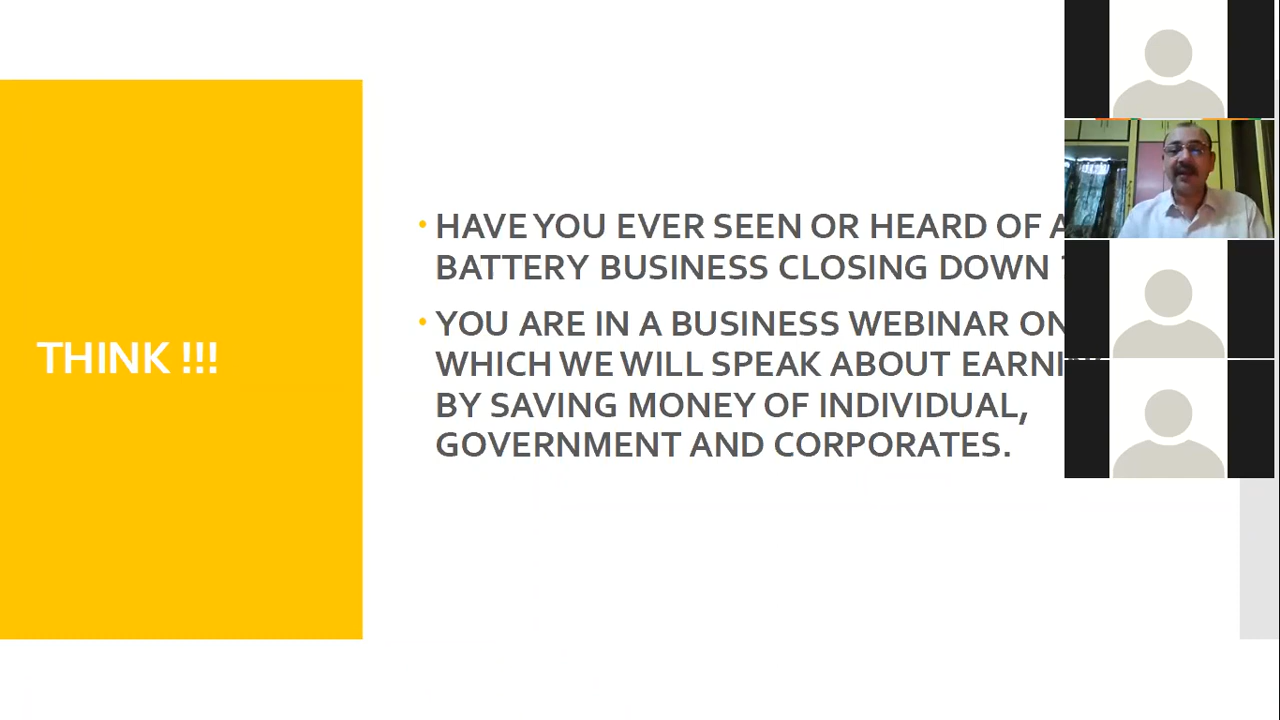 THINK !!!
• HAVE YOU EVER SEEN OR HEARD OF A
BATTERY BUSINESS CLOSING DOWN
• YOU ARE IN A BUSINESS WEBINAR ON
WHICH WE WILL SPEAK ABOUT
BY SAVING MONEY OF INDIVIDUAL,
GOVERNMENT AND CORPORATES.